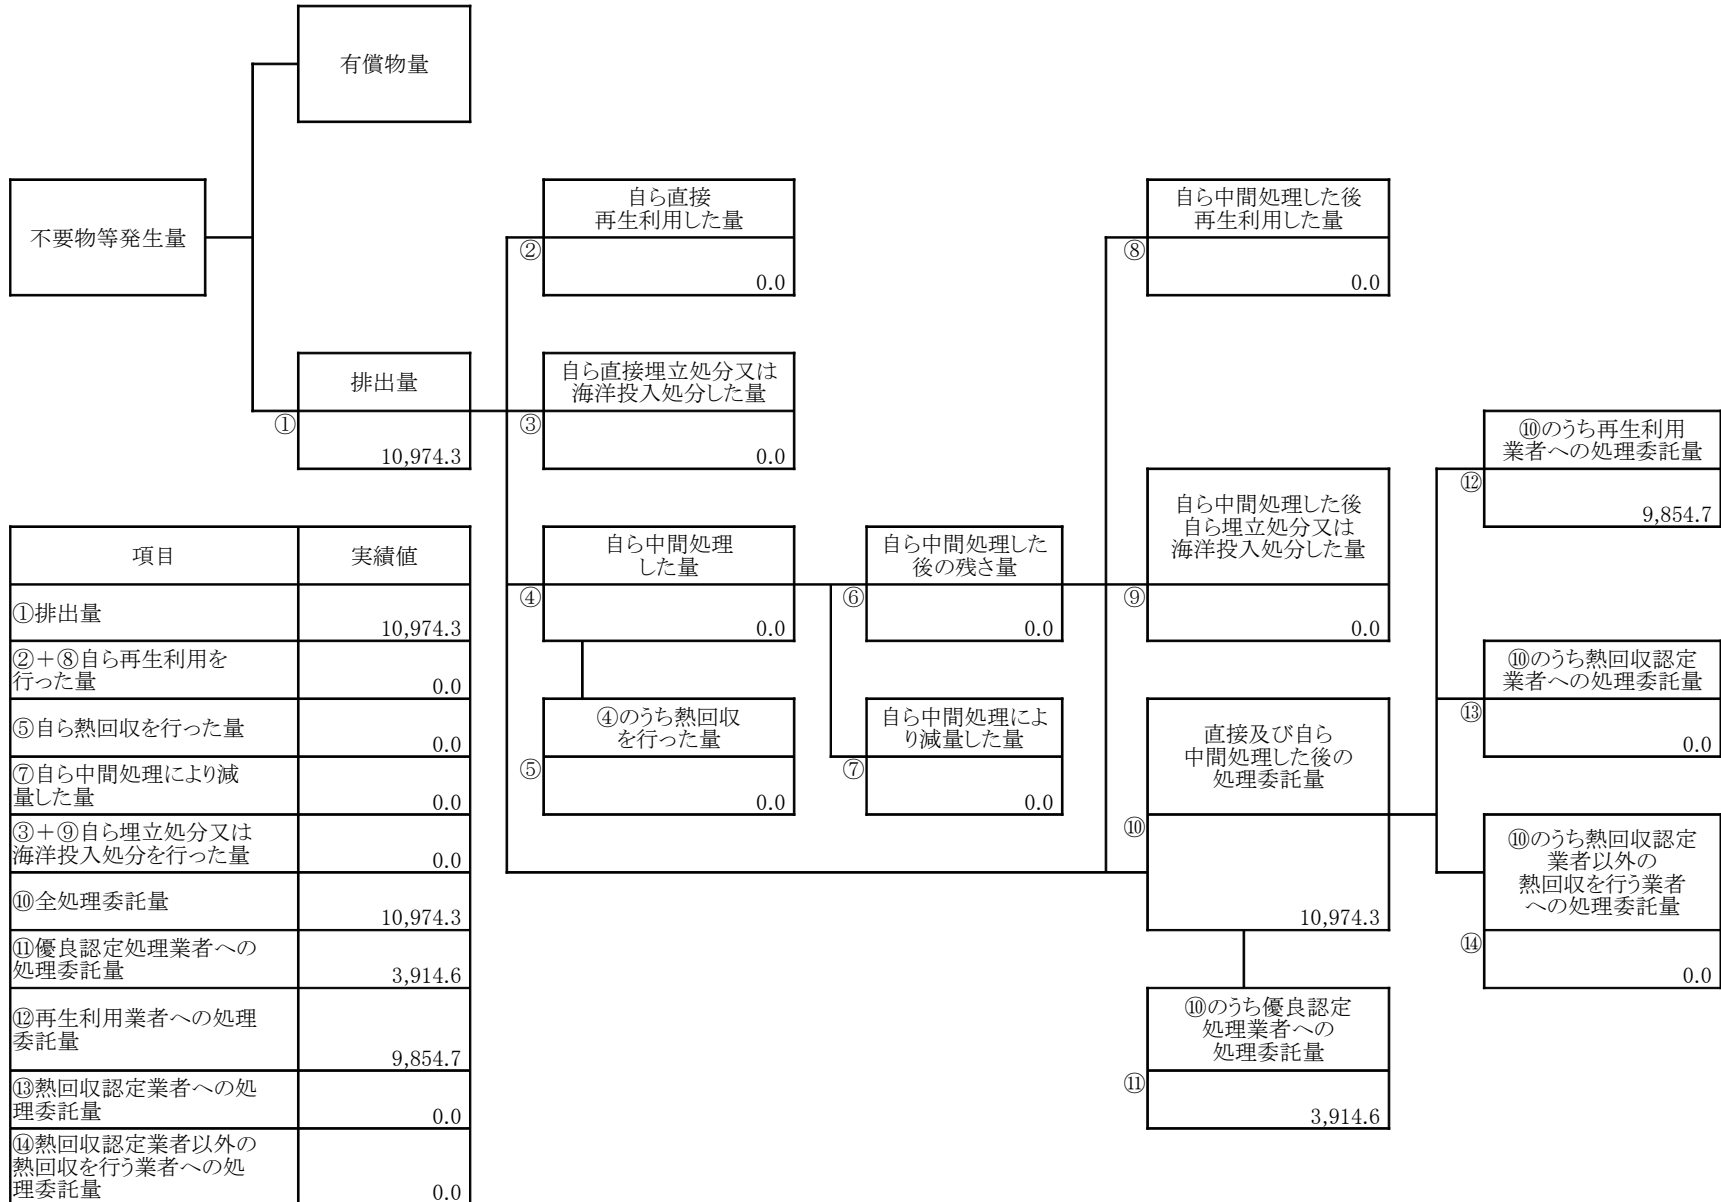 有償物量
不要物等発生量
自ら直接
再生利用した量
②
0.0
自ら中間処理した後
再生利用した量
⑧
0.0
排出量
①
10,974.3
自ら直接埋立処分又は
海洋投入処分した量
③
0.0
⑩のうち再生利用
業者への処理委託量
⑫
9,854.7
自ら中間処理
した量
④
0.0
自ら中間処理した
後の残さ量
⑥
0.0
自ら中間処理した後
自ら埋立処分又は
海洋投入処分した量
⑨
0.0
⑩のうち熱回収認定
業者への処理委託量
⑬
0.0
④のうち熱回収
を行った量
⑤
0.0
自ら中間処理によ
り減量した量
⑦
0.0
直接及び自ら
中間処理した後の
処理委託量
⑩
10,974.3
⑩のうち熱回収認定
業者以外の
熱回収を行う業者
への処理委託量
⑭
0.0
⑩のうち優良認定
処理業者への
処理委託量
⑪
3,914.6
項目 実績値
①排出量
10,974.3
②＋⑧自ら再生利用を
行った量
0.0
⑤自ら熱回収を行った量
0.0
⑦自ら中間処理により減
量した量
0.0
③＋⑨自ら埋立処分又は
海洋投入処分を行った量
0.0
⑩全処理委託量
10,974.3
⑪優良認定処理業者への
処理委託量
3,914.6
⑫再生利用業者への処理
委託量
9,854.7
⑬熱回収認定業者への処
理委託量
0.0
⑭熱回収認定業者以外の
熱回収を行う業者への処
理委託量
0.0